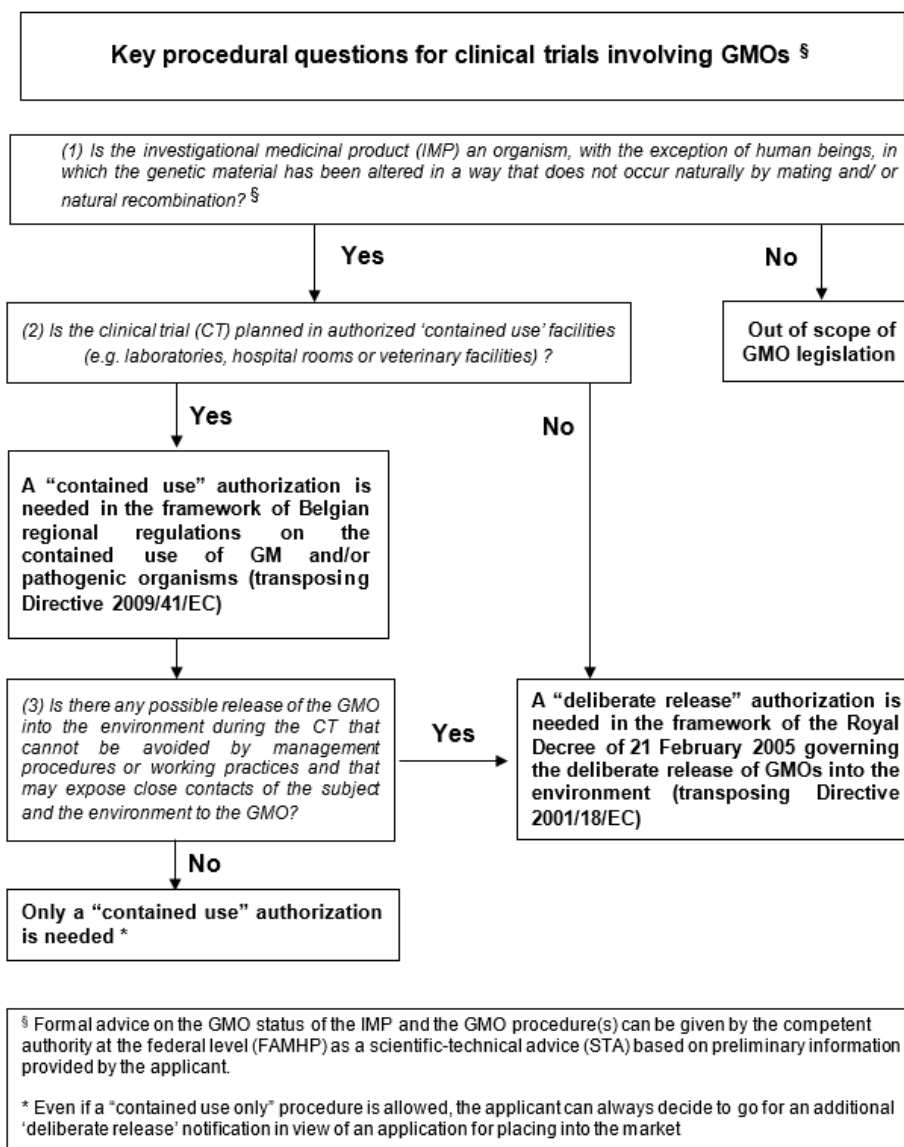 Key procedural questions for clinical trials involving GMOs §
(1) Is the investigational medicinal product (IMP) an organism, with the exception of human beings, in
which the genetic material has been altered in a way that does not occur naturally by mating and/ or
natural recombination? §
Yes
No
(2) Is the clinical trial (CT) planned in authorized ‘contained use’ facilities
(e.g. laboratories, hospital rooms or veterinary facilities) ?
Out of scope of
GMO legislation
Yes
No
A “contained use” authorization is
needed in the framework of Belgian
regional regulations on the
contained use of GM and/or
pathogenic organisms (transposing
Directive 2009/41/EC)
(3) Is there any possible release of the GMO
into the environment during the CT that
cannot be avoided by management
procedures or working practices and that
may expose close contacts of the subject
and the environment to the GMO?
Yes
A “deliberate release” authorization is
needed in the framework of the Royal
Decree of 21 February 2005 governing
the deliberate release of GMOs into the
environment (transposing Directive
2001/18/EC)
No
Only a “contained use” authorization
is needed *
§ Formal advice on the GMO status of the IMP and the GMO procedure(s) can be given by the competent
authority at the federal level (FAMHP) as a scientific-technical advice (STA) based on preliminary information
provided by the applicant.
* Even if a “contained use only” procedure is allowed, the applicant can always decide to go for an additional
‘deliberate release’ notification in view of an application for placing into the market